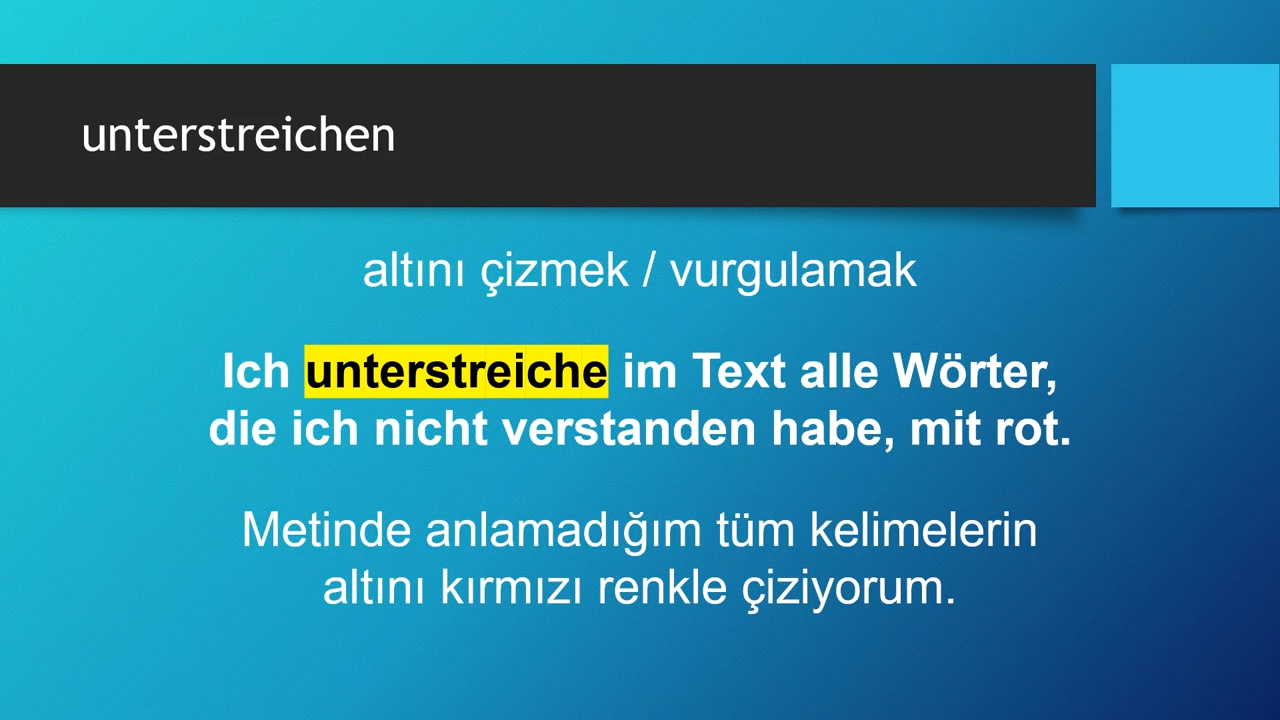 unterstreichen
altını çizmek / vurgulamak
Ich unterstreiche im Text alle Wörter,
die ich nicht verstanden habe, mit rot.
Metinde anlamadığım tüm kelimelerin
altını kırmızı renkle çiziyorum.